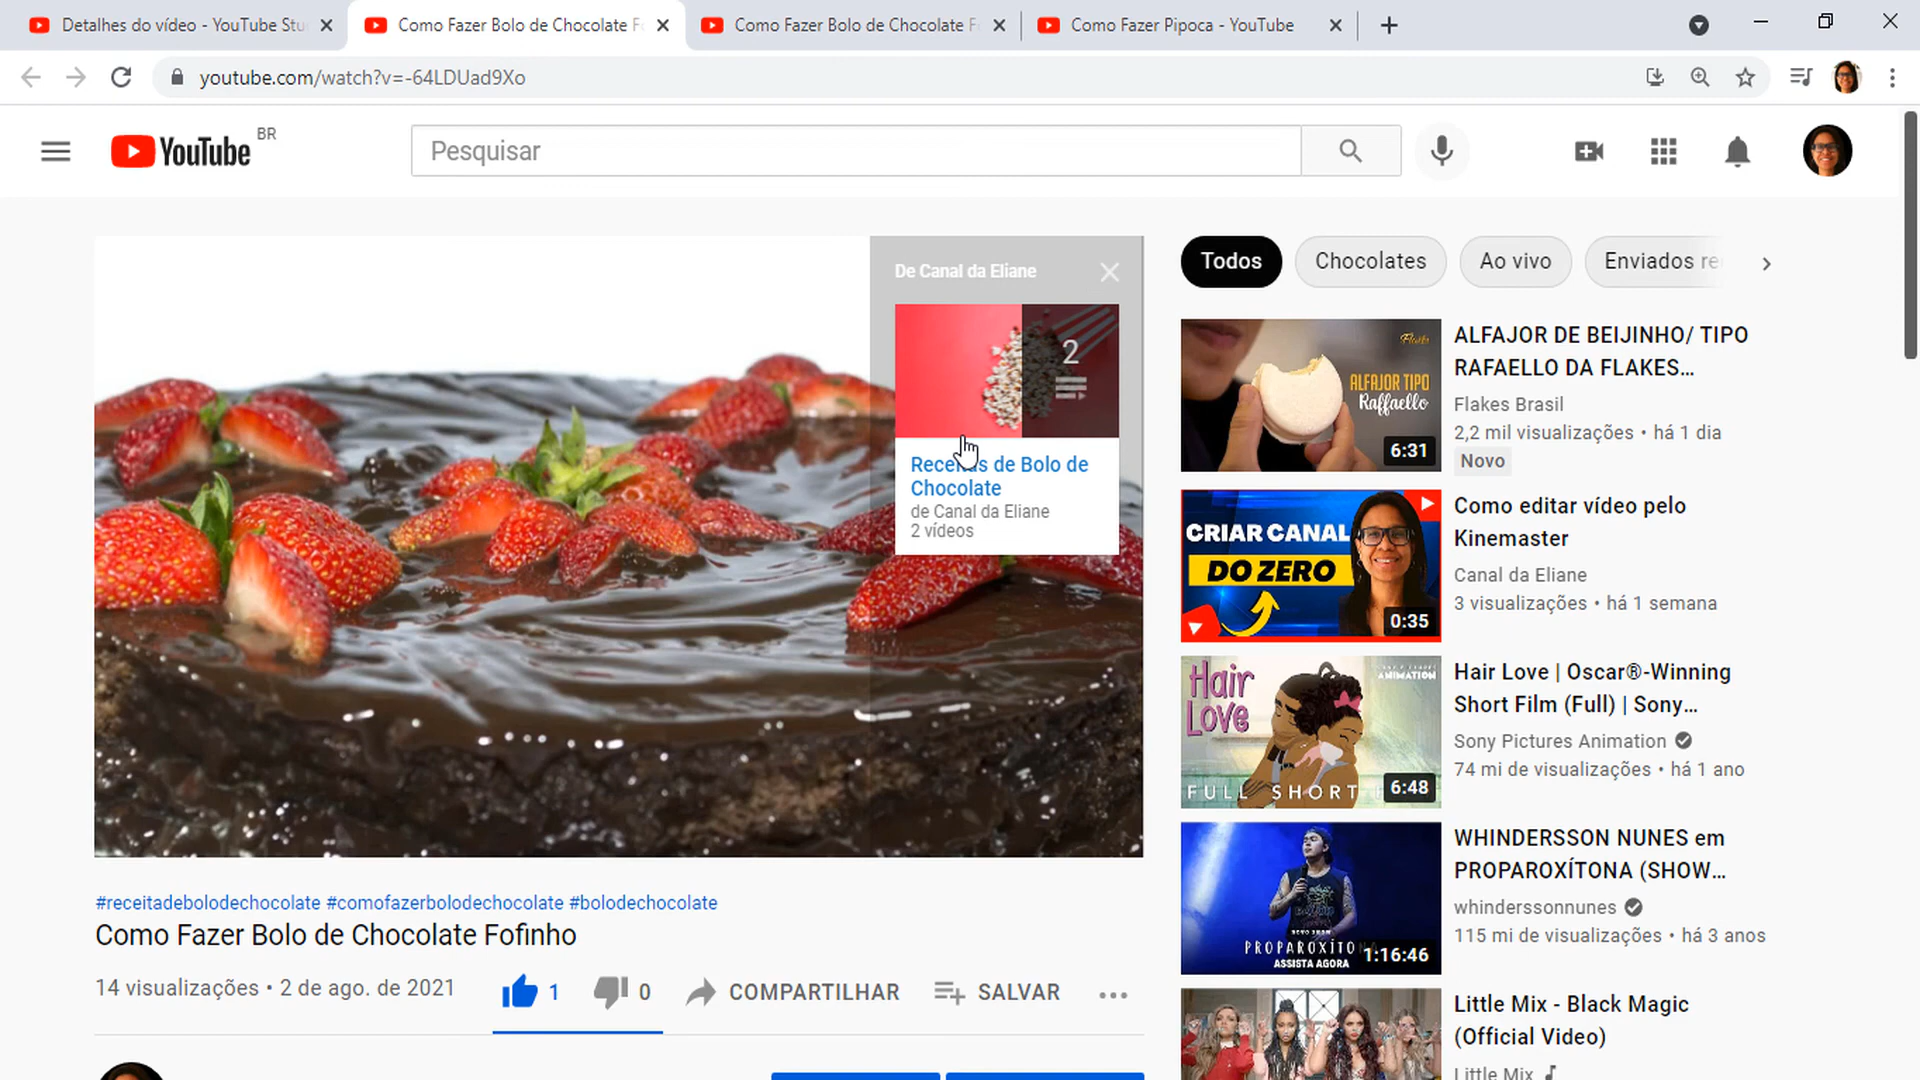 Detalhes do vídeo - YouTube Stu
Como Fazer Bolo de Chocolate F
Como Fazer Bolo de Chocolate F
Como Fazer Pipoca - YouTube
youtube.com/watch?v=-64LDUad9Xo
YouTube BR
Pesquisar
De Canal da Eliane
2
Receitas de Bolo de
Chocolate
de Canal da Eliane
2 vídeos
#receitadebolodechocolate #comofazerbolodechocolate #bolodechocolate
Como Fazer Bolo de Chocolate Fofinho
14 visualizações • 2 de ago. de 2021
1
0
COMPARTILHAR
SALVAR
Todos
Chocolates
Ao vivo
Enviados re
ALFAJOR TIPO
Raffaello
6:31
ALFAJOR DE BEIJINHO/ TIPO
RAFAELLO DA FLAKES...
Flakes Brasil
2,2 mil visualizações • há 1 dia
Novo
CRIAR CANAL
DO ZERO
0:35
Como editar vídeo pelo
Kinemaster
Canal da Eliane
3 visualizações • há 1 semana
ANIMATION
Hair
Love
FULL SHORT
6:48
Hair Love | Oscar®-Winning
Short Film (Full) | Sony...
Sony Pictures Animation
74 mi de visualizações • há 1 ano
NOVO SHOW
PROPAROXÍTON
ASSISTA AGORA
1:16:46
WHINDERSSON NUNES em
PROPAROXÍTONA (SHOW...
whinderssonnunes
115 mi de visualizações • há 3 anos
Little Mix - Black Magic
(Official Video)
Little Mix